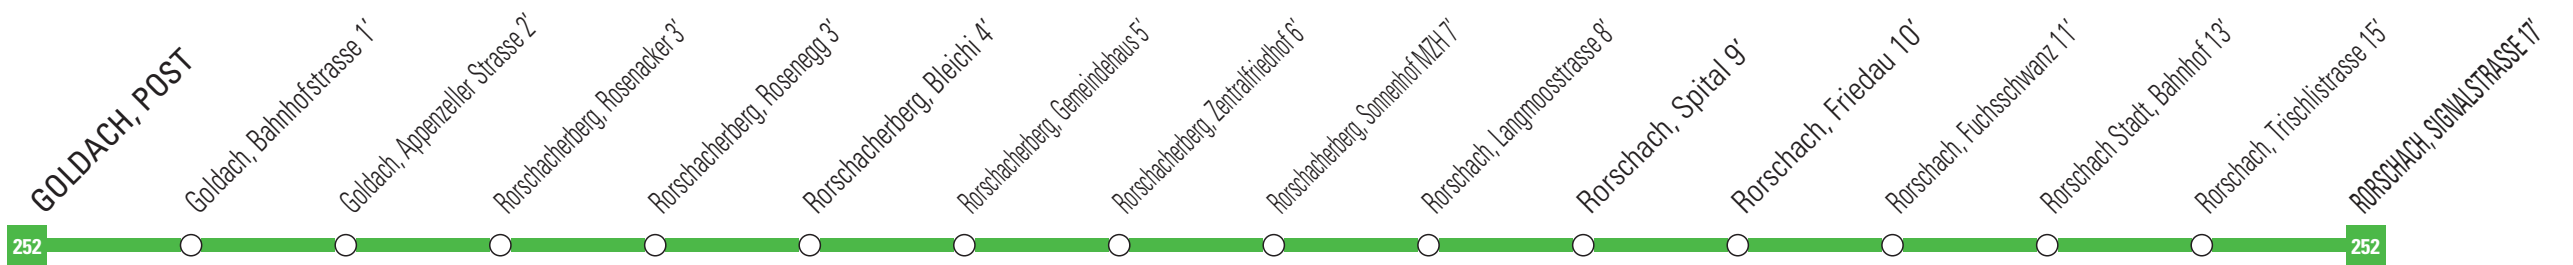 GOLDACH, POST
Goldach, Bahnhofstrasse 1'
Goldach, Appenzeller Strasse 2'
Rorschacherberg, Rosenacker 3'
Rorschacherberg, Rosenegg 3'
Rorschacherberg, Bleichi 4'
Rorschacherberg, Gemeindehaus 5'
Rorschacherberg, Zentralfriedhof 6'
Rorschacherberg, Sonnenhof MZH 7'
Rorschach, Langmoosstrasse 8'
Rorschach, Spital 9'
Rorschach, Friedau 10'
Rorschach, Fuchsschwanz 11'
Rorschach Stadt, Bahnhof 13'
Rorschach, Trischlistrasse 15'
RORSCHACH, SIGNALSTRASSE 17'
252
252